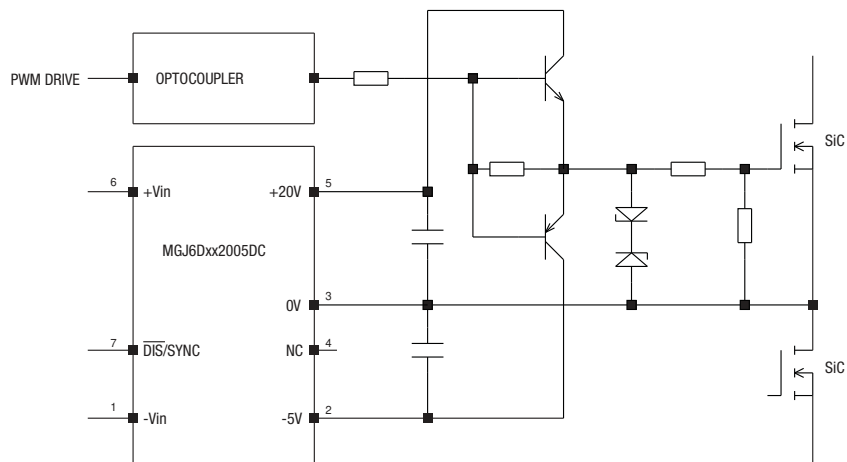 PWM DRIVE
OPTOCOUPLER
SiC
6
+Vin
+20V
5
MGJ6Dxx2005DC
0V
3
7
DIS/SYNC
NC
4
SiC
1
-Vin
-5V
2